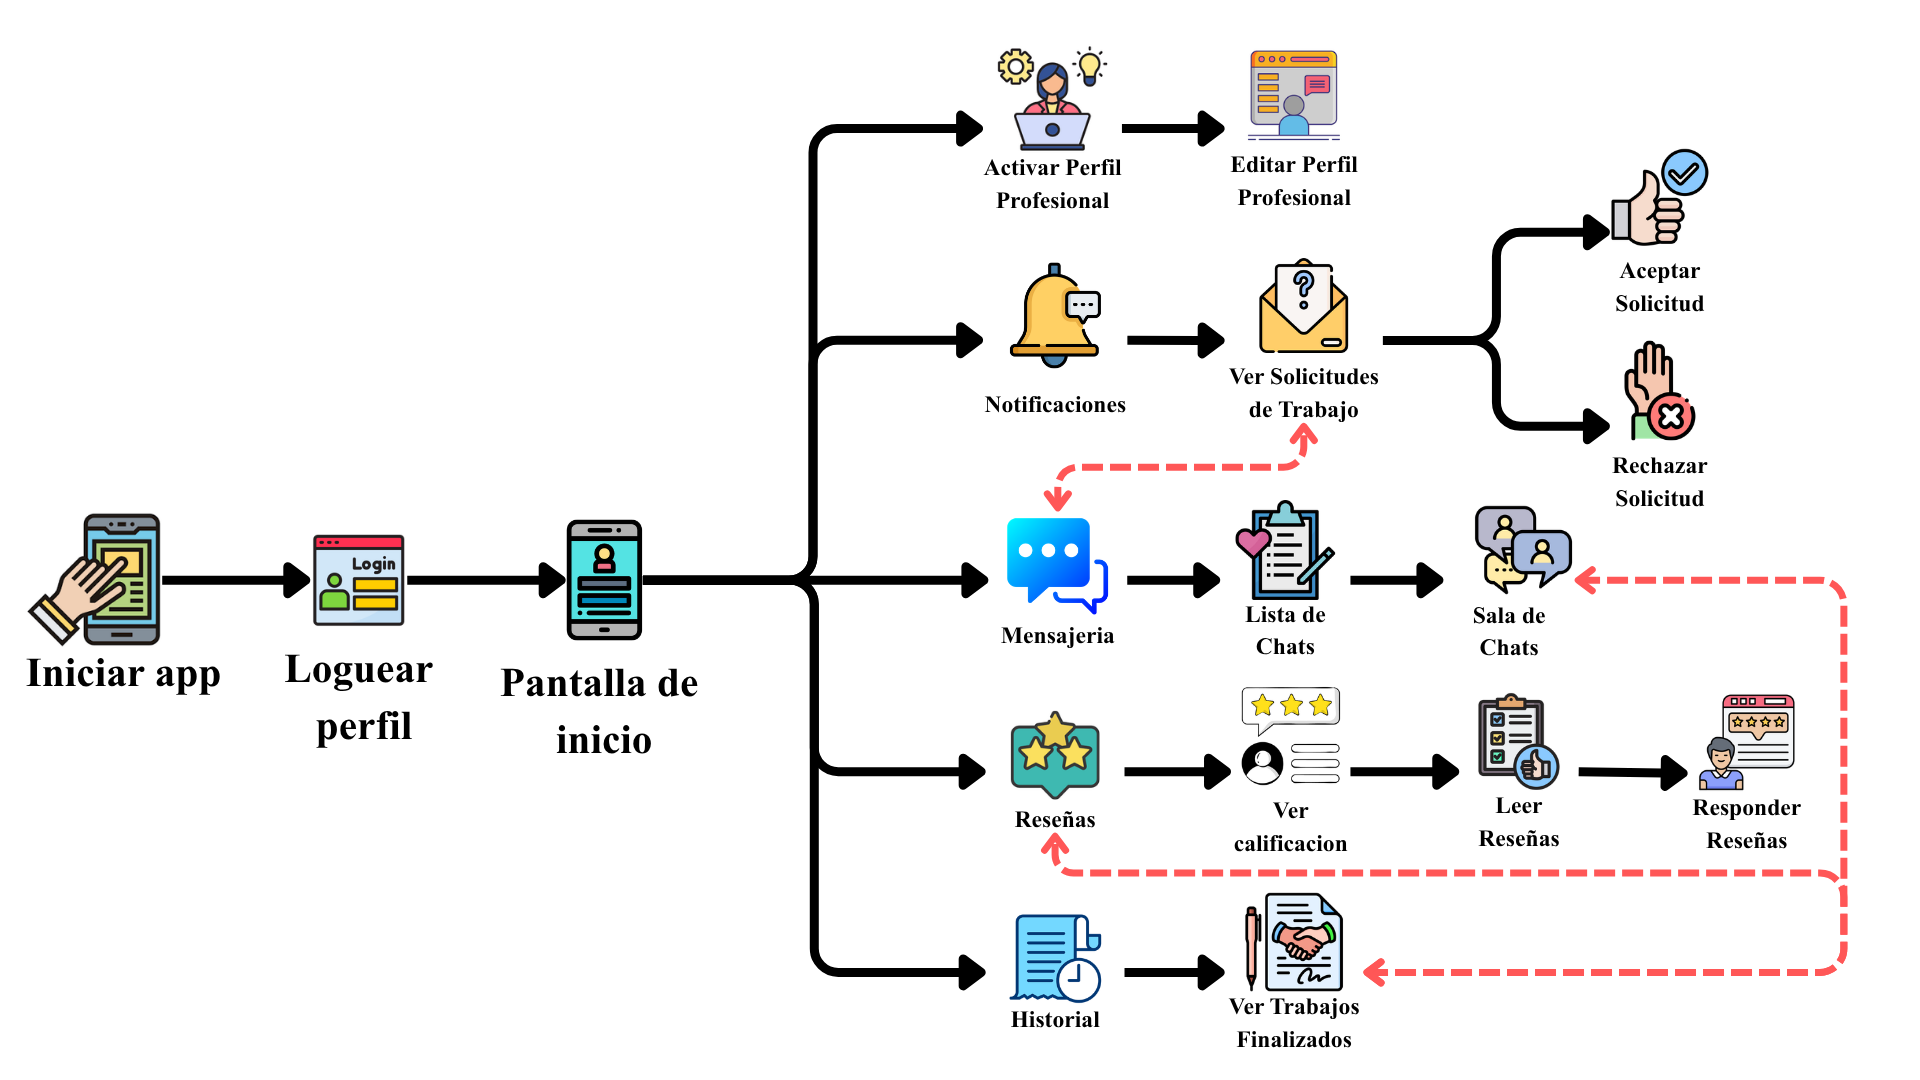 Activar Perfil
Profesional
Editar Perfil
Profesional
Aceptar
Solicitud
Notificaciones
Ver Solicitudes
de Trabajo
Rechazar
Solicitud
Login
Iniciar app
Loguear
perfil
Pantalla de
inicio
Mensajeria
Lista de
Chats
Sala de
Chats
Reseñas
Ver
calificacion
Leer
Reseñas
Responder
Reseñas
Historial
Ver Trabajos
Finalizados